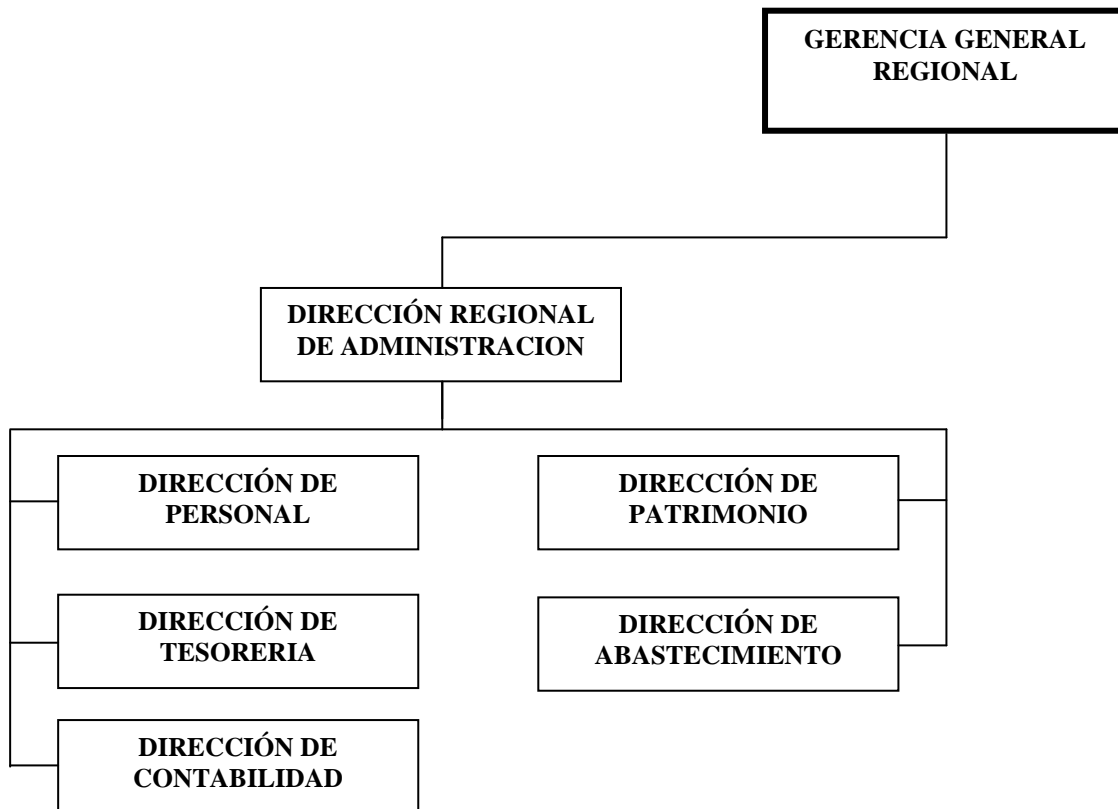 GERENCIA GENERAL
REGIONAL
DIRECCIÓN REGIONAL
DE ADMINISTRACION
DIRECCIÓN DE
PERSONAL
DIRECCIÓN DE
PATRIMONIO
DIRECCIÓN DE
TESORERIA
DIRECCIÓN DE
ABASTECIMIENTO
DIRECCIÓN DE
CONTABILIDAD